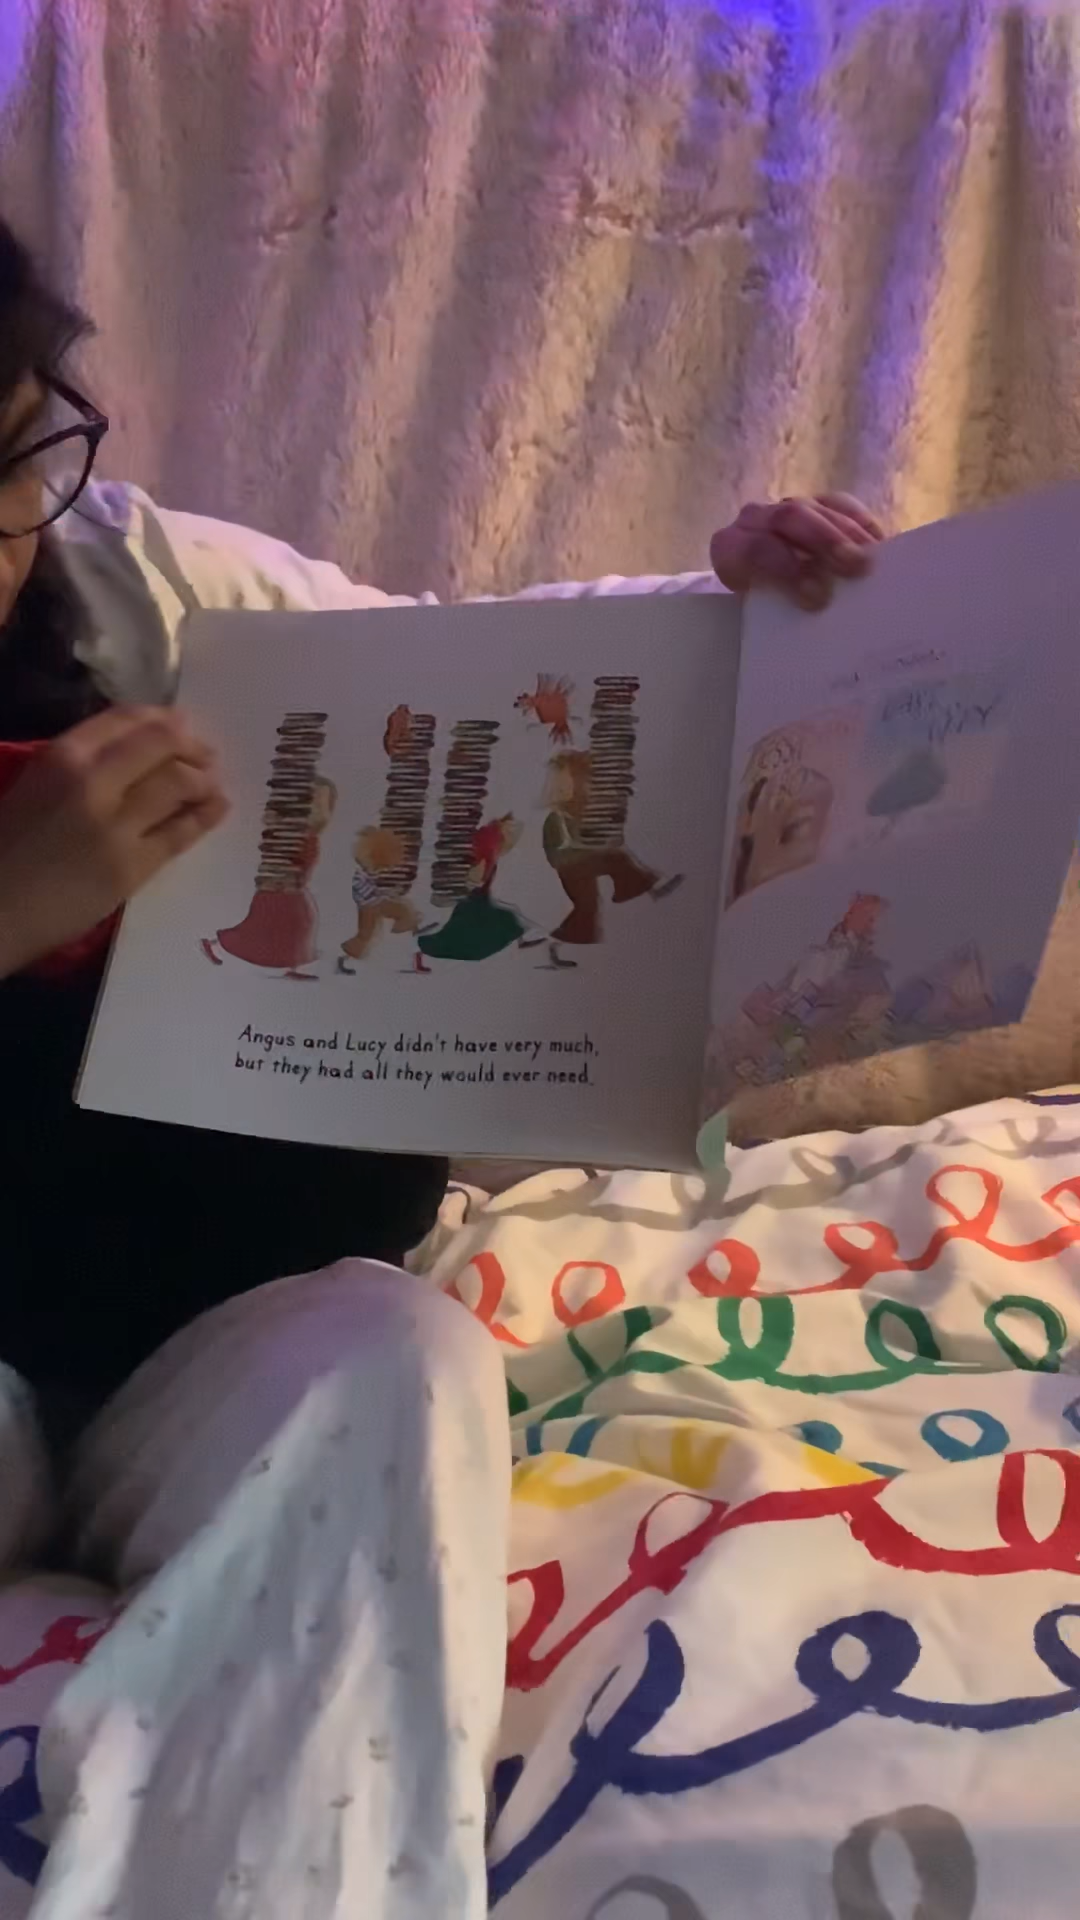 Angus and Lucy didn't have very much,
but they had all they would ever need.